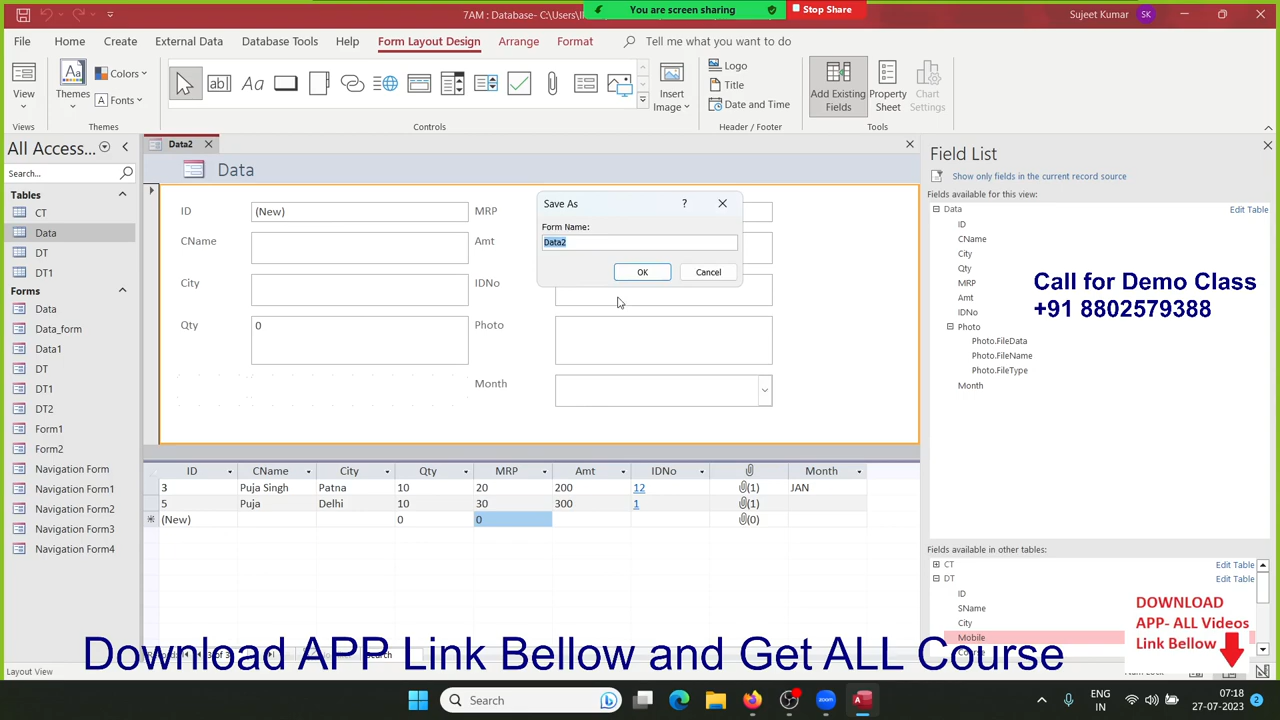 7AM : Database- C:\Users\I
You are screen sharing
Stop Share
Sujeet Kumar
SK
File
Home
Create
External Data
Database Tools
Help
Form Layout Design
Arrange
Format
Tell me what you want to do
View
Themes
Colors
Fonts
Aa
Insert
Image
Logo
Title
Date and Time
Add Existing
Fields
Property
Sheet
Chart
Settings
Views
Themes
Controls
Header / Footer
Tools
All Access...
Search...
Tables
CT
Data
DT
DT1
Forms
Data
Data_form
Data1
DT
DT1
DT2
Form1
Form2
Navigation Form
Navigation Form1
Navigation Form2
Navigation Form3
Navigation Form4
Data2
Data
ID
(New)
MRP
CName
Amt
City
IDNo
Qty
0
Photo
Month
Save As
?
Form Name:
Data2
OK
Cancel
ID CName City Qty MRP Amt IDNo Month
3 Puja Singh Patna 10 20 200 12 (1) JAN
5 Puja Delhi 10 30 300 1 (1)
(New) 0 0 (0)
Field List
Show only fields in the current record source
Fields available for this view:
Data
Edit Table
ID
CName
City
Qty
MRP
Amt
IDNo
Photo
Photo.FileData
Photo.FileName
Photo.FileType
Month
Call for Demo Class
+91 8802579388
Fields available in other tables:
CT
Edit Table
DT
Edit Table
ID
SName
City
Mobile
DOWNLOAD
APP- ALL Videos
Link Bellow
Download APP Link Bellow and Get ALL Course
Search
Layout View
Search
ENG
IN
07:18
27-07-2023
2